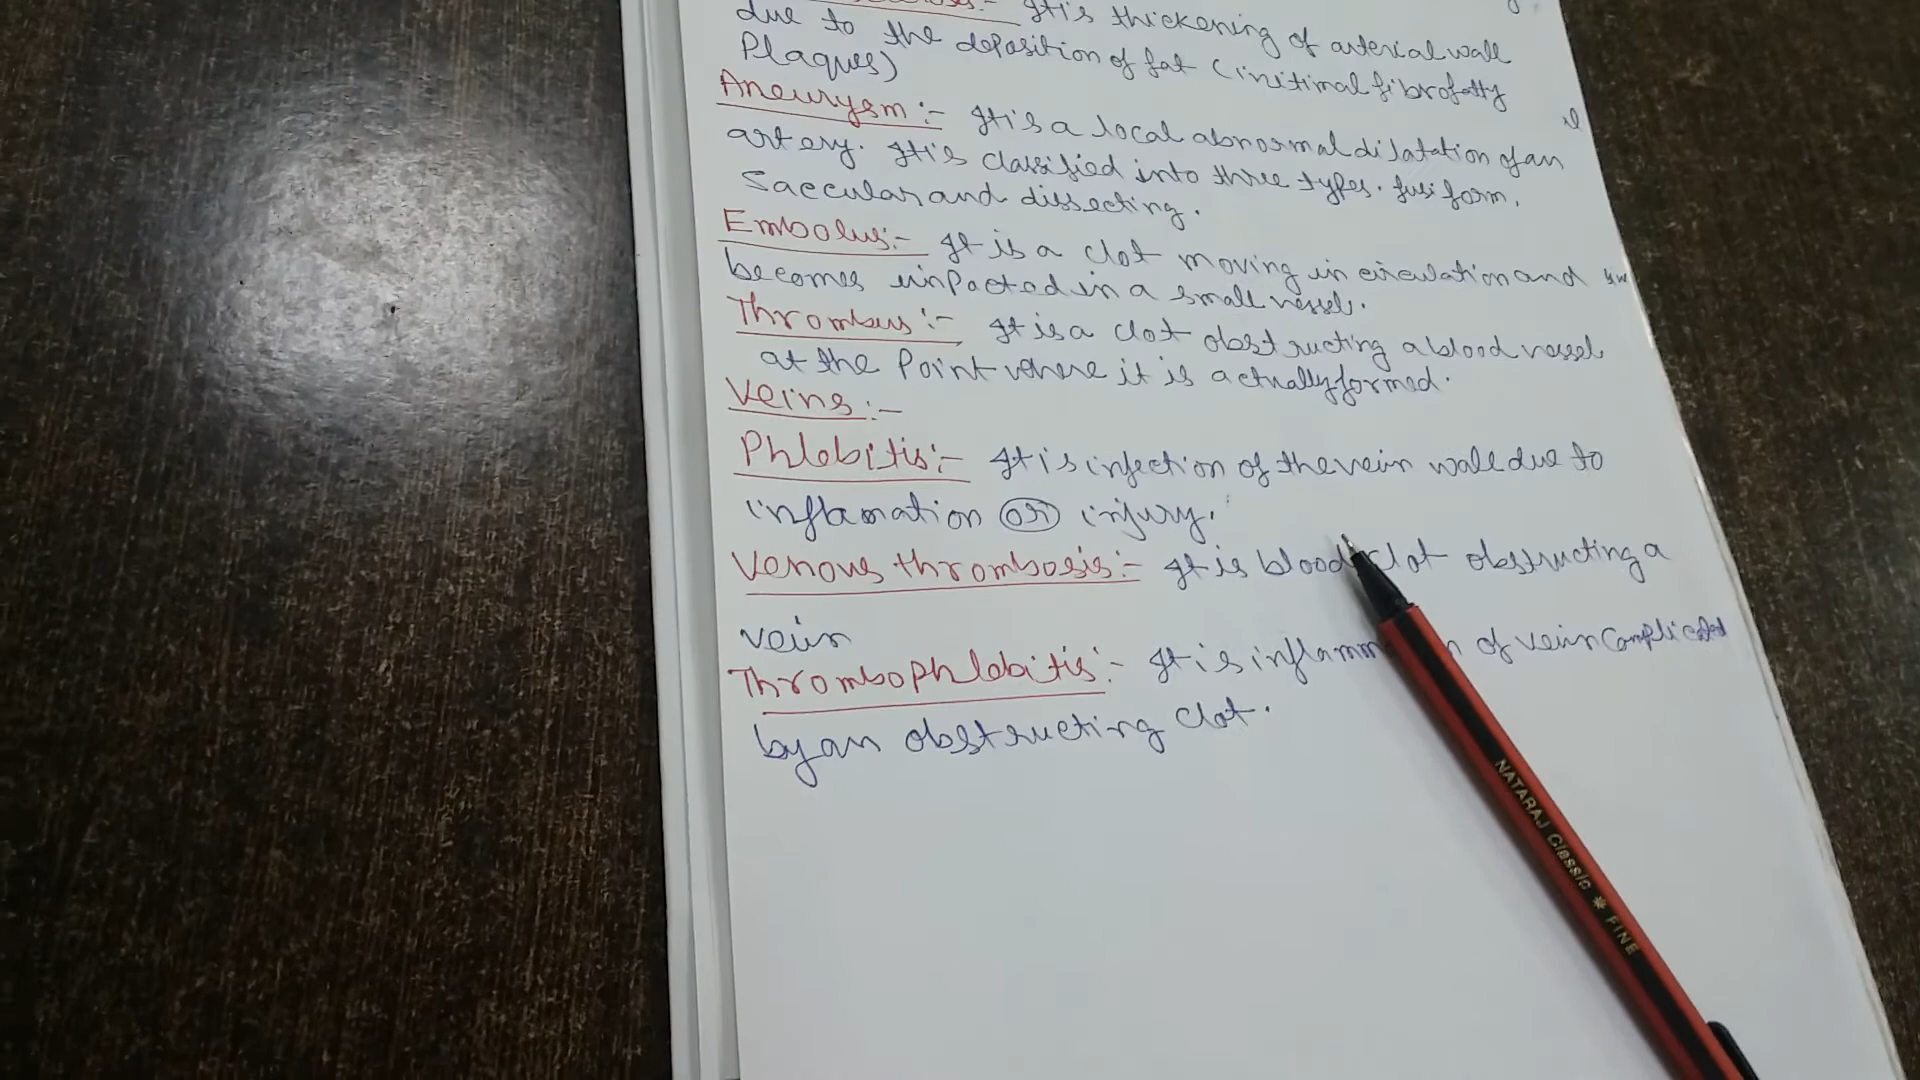 It is thickening of arterial wall
due to the deposition of fat (initimal fibrofatty
Plaques)
Aneurysm:- It is a local abnormal dilatation of an
artery. It is classified into three types. fusiform,
Saccular and dissecting.
Embolus:- It is a clot moving in circulation and
becomes impacted in a small vessel.
Thrombus:- It is a clot obstructing a blood vessel
at the Point where it is actually formed.
Veins:-
Phlebitis:- It is infection of the vein wall due to
inflamation or injury.
Venous thrombosis:- It is blood clot obstructing a
vein
Thrombophlebitis:- It is of vein Complicated
by an obstructing Clot.
NATARAJ Classic * FINE